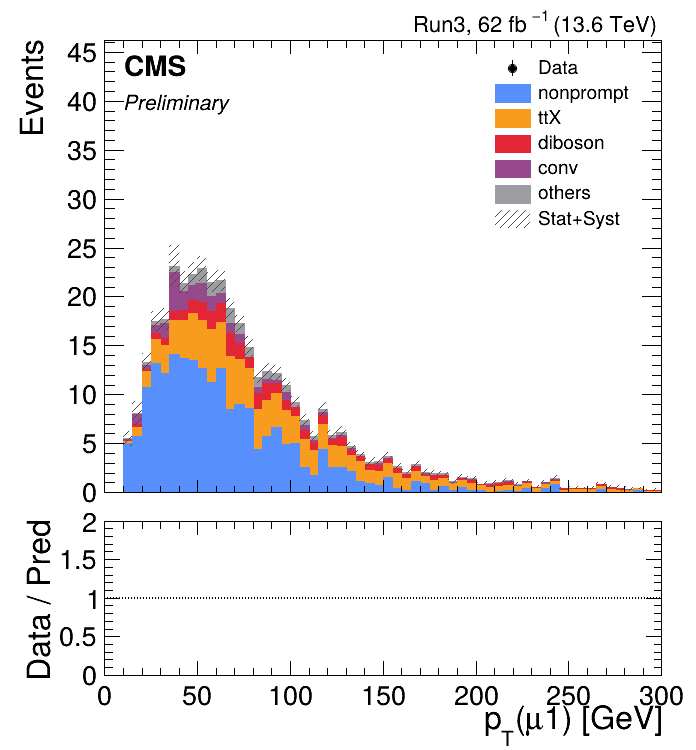 Run3, 62 fb⁻¹ (13.6 TeV)
CMS
Preliminary
Events
45
40
35
30
25
20
15
10
5
0
Data
nonprompt
ttX
diboson
conv
others
Stat+Syst
Data / Pred
2
1.5
1
0.5
0
0 50 100 150 200 250 300
p_T(μ1) [GeV]